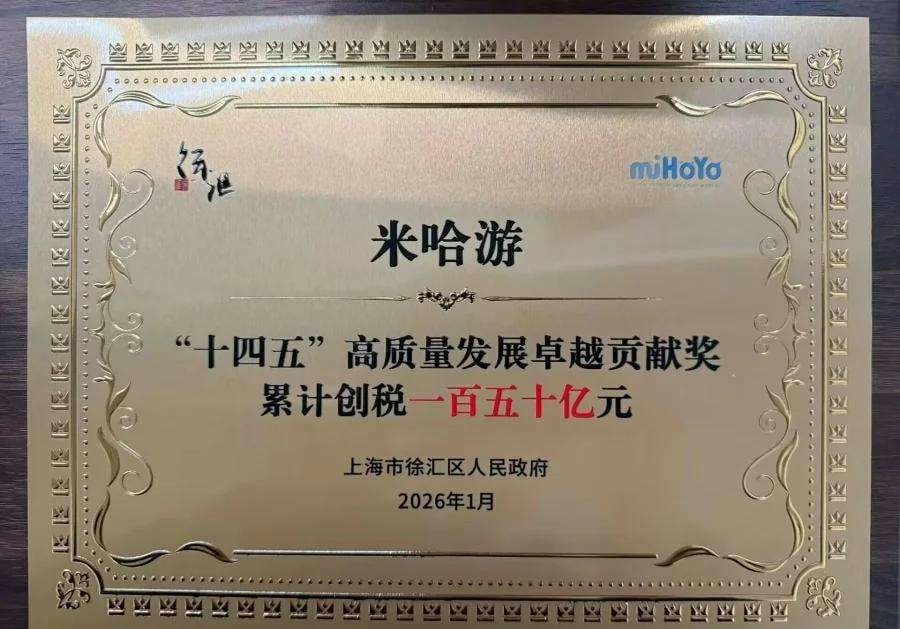 徐汇
miHoYo
米哈游
“十四五”高质量发展卓越贡献奖
累计创税一百五十亿元
上海市徐汇区人民政府
2026年1月